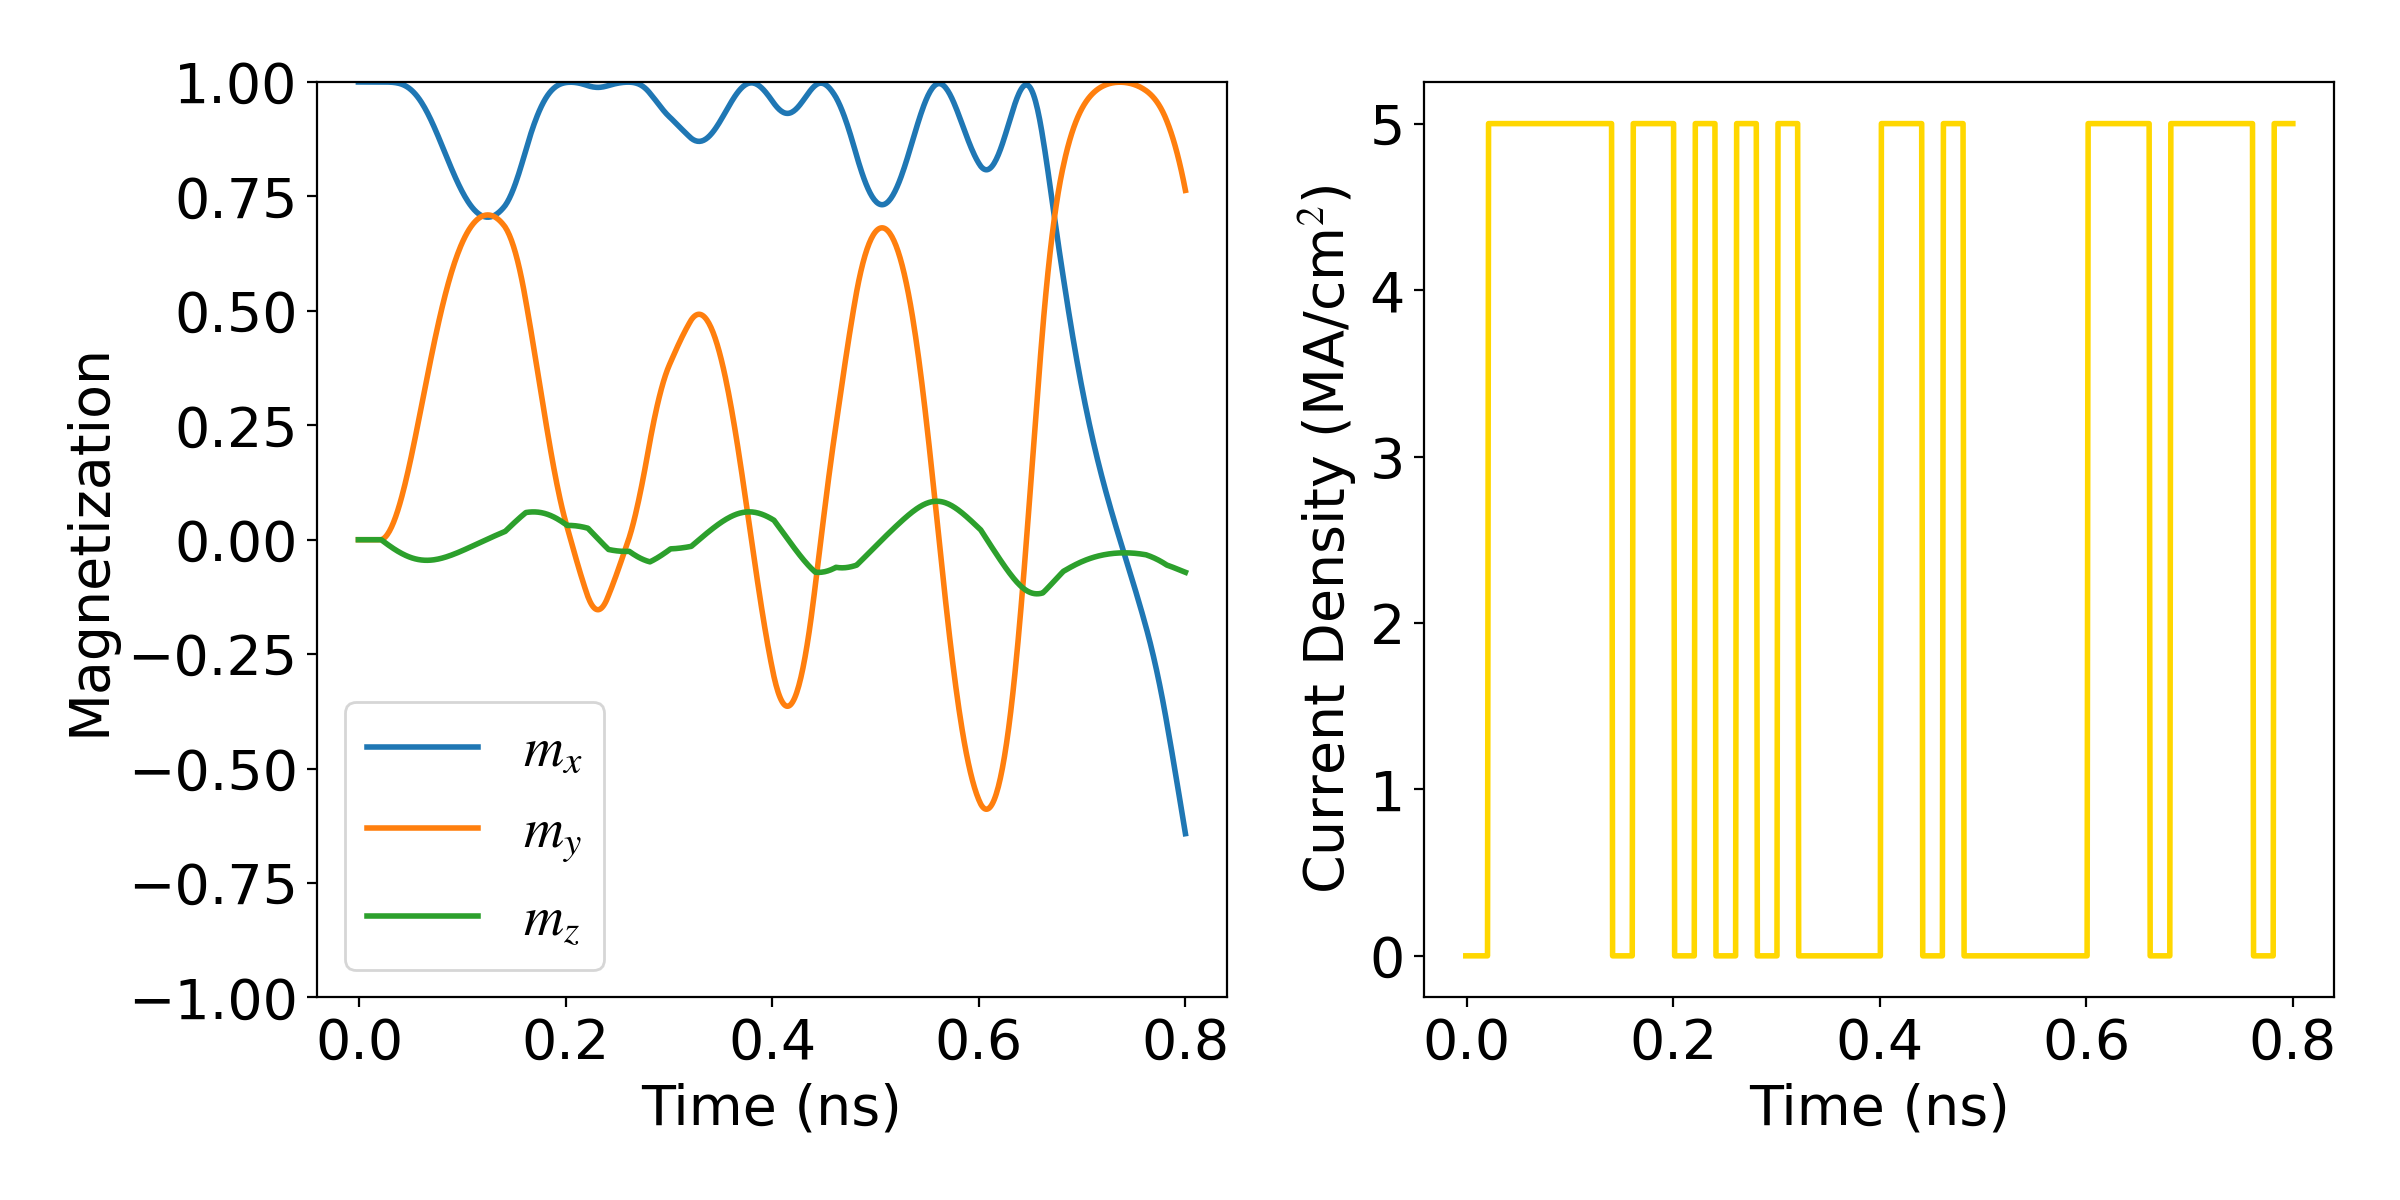 Magnetization
1.00
0.75
0.50
0.25
0.00
−0.25
−0.50
−0.75
−1.00
0.0 0.2 0.4 0.6 0.8
Time (ns)
m_x
m_y
m_z
Current Density (MA/cm²)
5
4
3
2
1
0
0.0 0.2 0.4 0.6 0.8
Time (ns)